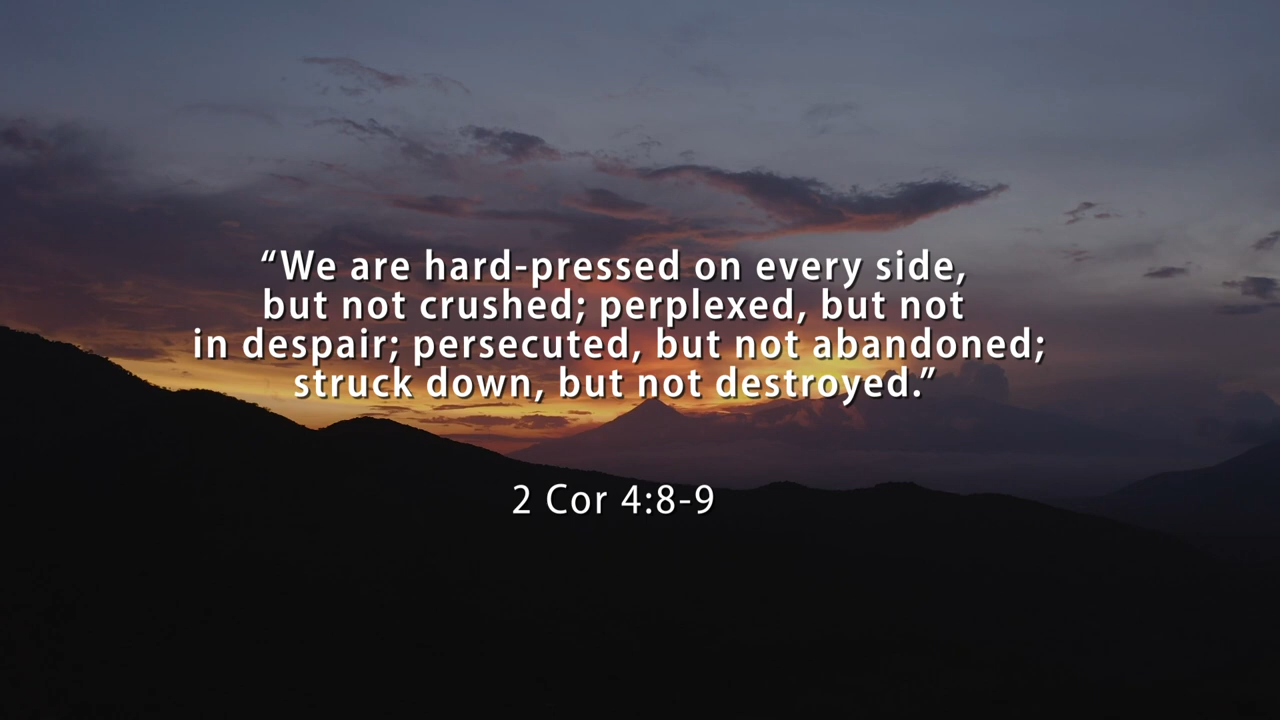 “We are hard-pressed on every side,
but not crushed; perplexed, but not
in despair; persecuted, but not abandoned;
struck down, but not destroyed.”
2 Cor 4:8-9